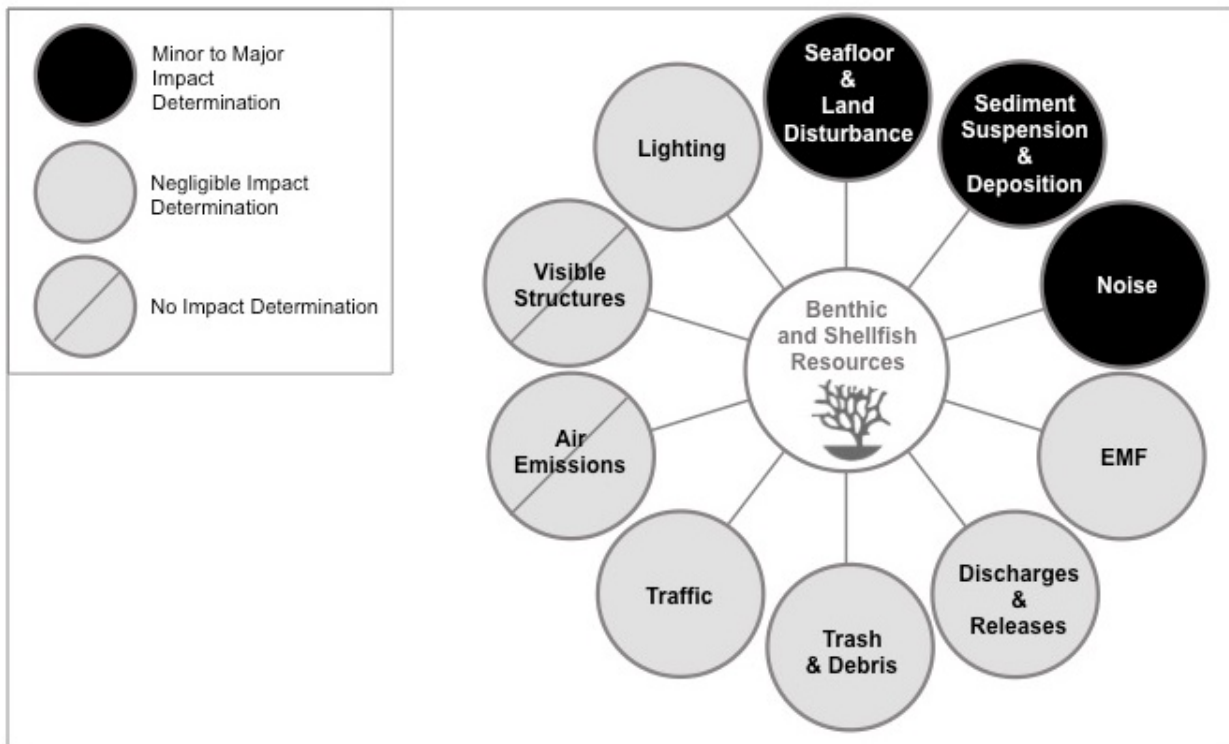 Minor to Major
Impact
Determination
Negligible Impact
Determination
No Impact Determination
Seafloor
&
Land
Disturbance
Sediment
Suspension
&
Deposition
Noise
EMF
Discharges
&
Releases
Trash
& Debris
Traffic
Air
Emissions
Visible
Structures
Lighting
Benthic
and Shellfish
Resources